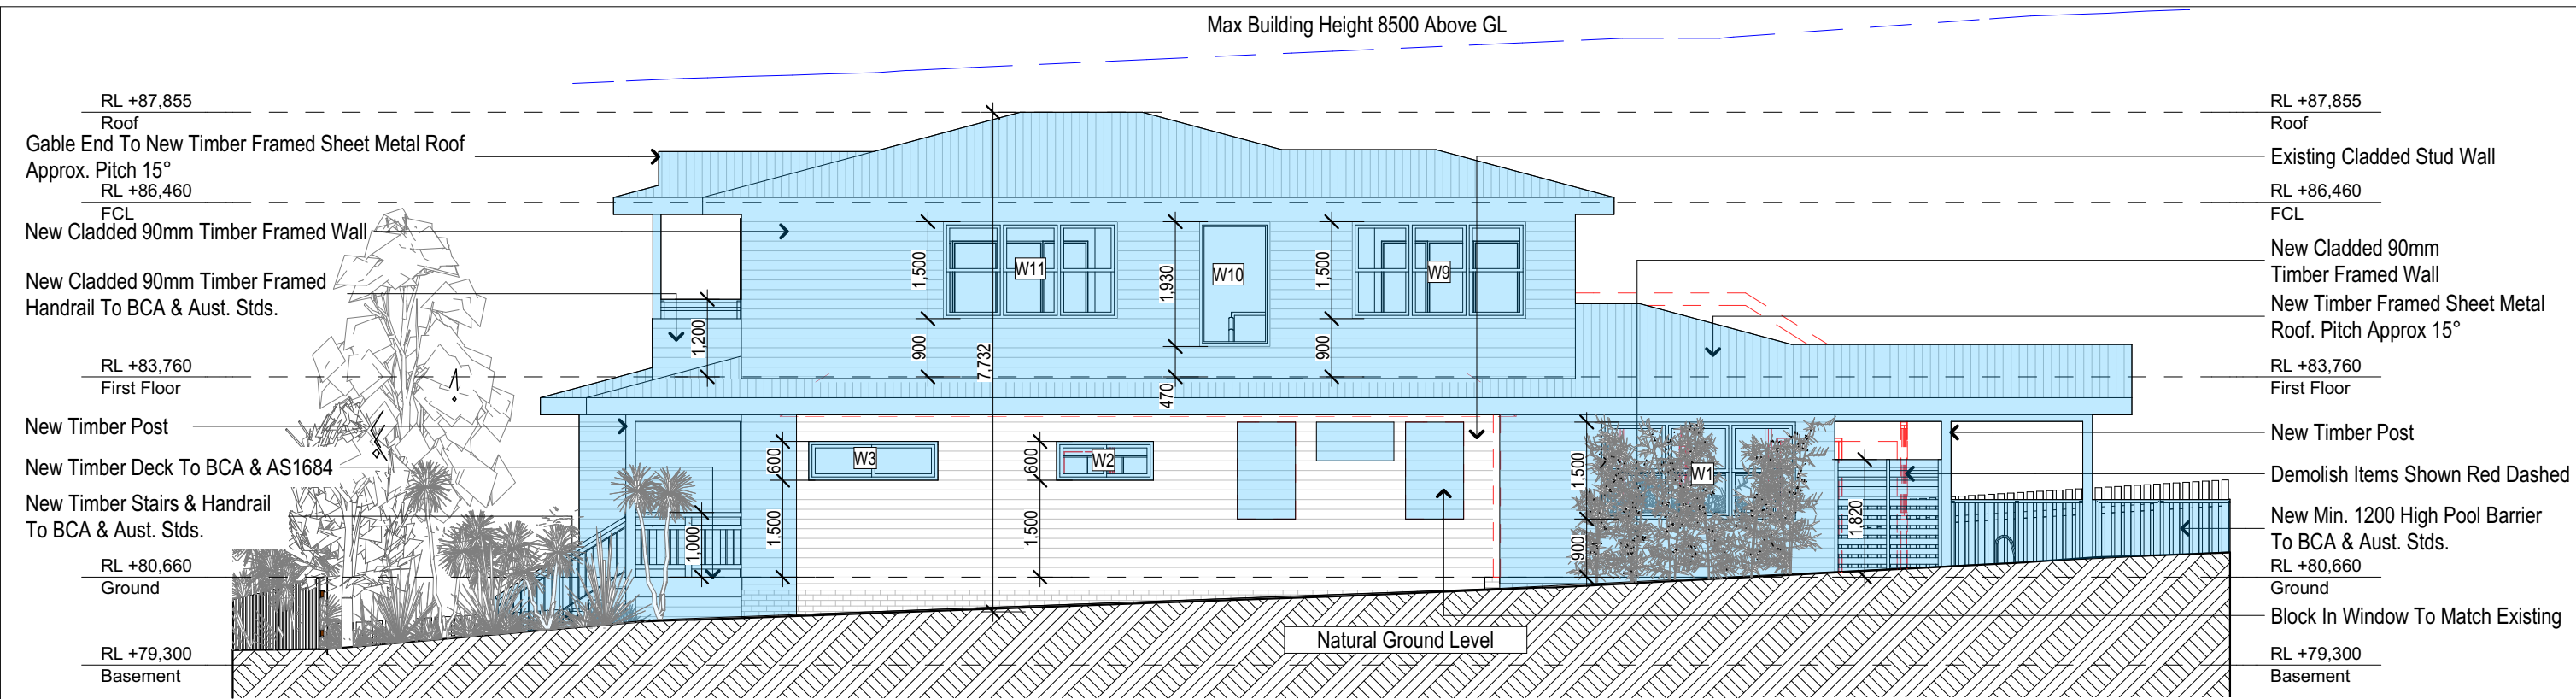 Max Building Height 8500 Above GL
RL +87,855
Roof
Gable End To New Timber Framed Sheet Metal Roof
Approx. Pitch 15°
RL +86,460
FCL
New Cladded 90mm Timber Framed Wall
New Cladded 90mm Timber Framed
Handrail To BCA & Aust. Stds.
RL +83,760
First Floor
New Timber Post
New Timber Deck To BCA & AS1684
New Timber Stairs & Handrail
To BCA & Aust. Stds.
RL +80,660
Ground
RL +79,300
Basement
1,200
1,500
900
W11
7,732
1,930
470
W10
1,500
900
W9
1,000
600
1,500
W3
600
1,500
W2
1,500
900
W1
1,820
Natural Ground Level
RL +87,855
Roof
Existing Cladded Stud Wall
RL +86,460
FCL
New Cladded 90mm
Timber Framed Wall
New Timber Framed Sheet Metal
Roof. Pitch Approx 15°
RL +83,760
First Floor
New Timber Post
Demolish Items Shown Red Dashed
New Min. 1200 High Pool Barrier
To BCA & Aust. Stds.
RL +80,660
Ground
Block In Window To Match Existing
RL +79,300
Basement